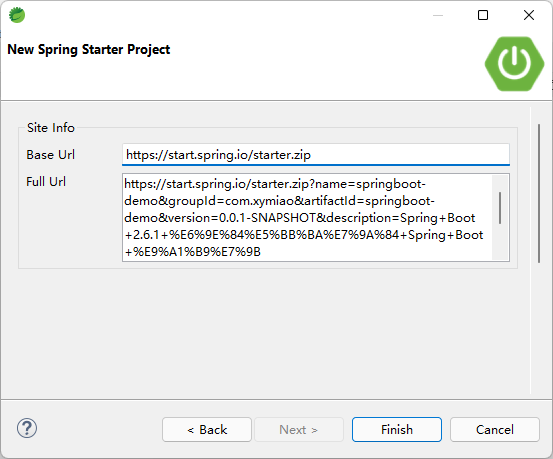 New Spring Starter Project
Site Info
Base Url
https://start.spring.io/starter.zip
Full Url
https://start.spring.io/starter.zip?name=springboot-
demo&groupId=com.xymiao&artifactId=springboot-
demo&version=0.0.1-SNAPSHOT&description=Spring+Boot
+2.6.1+%E6%9E%84%E5%BB%BA%E7%9A%84+Spring+Boot
+%E9%A1%B9%E7%9B
?
< Back
Next >
Finish
Cancel